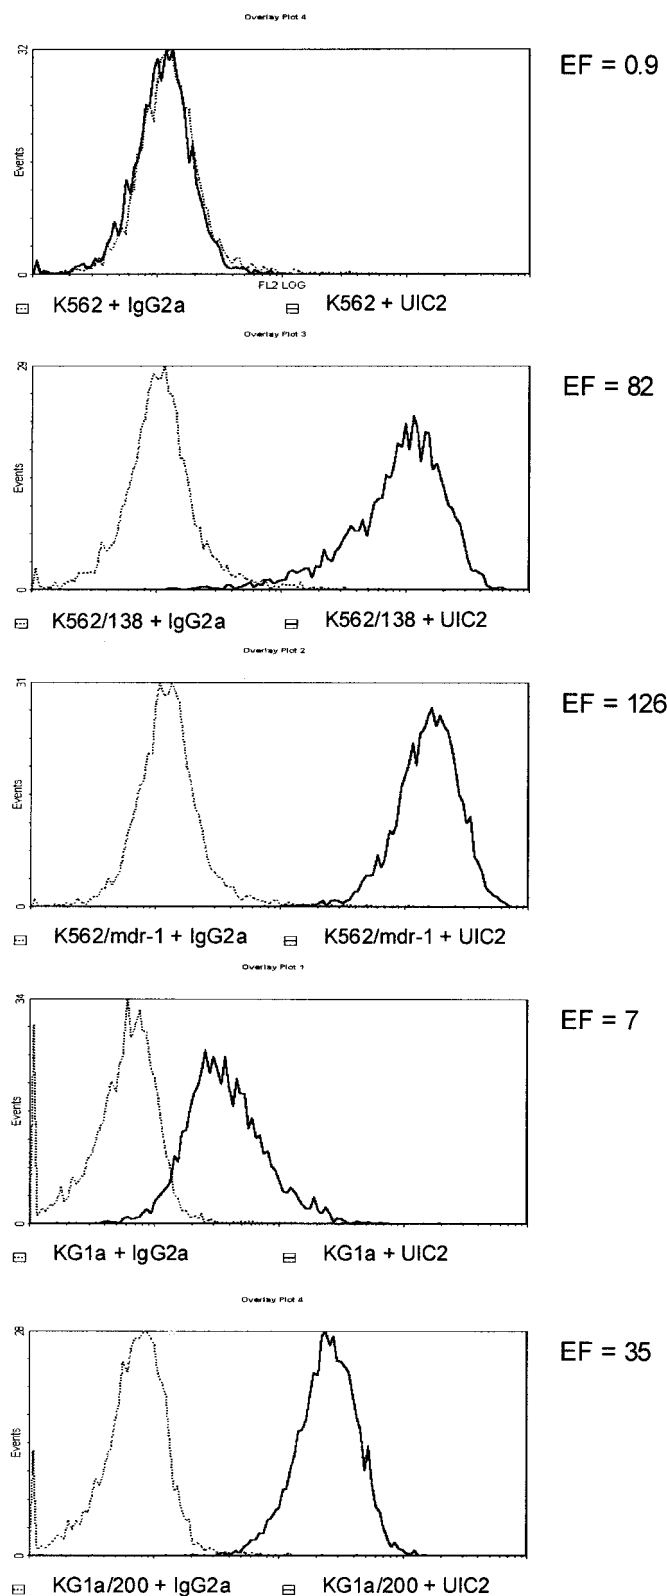 Overlay Plot 4
32
EF = 0.9
Events
0
FL2 LOG
K562 + IgG2a K562 + UIC2
Overlay Plot 3
29
EF = 82
Events
0
K562/138 + IgG2a K562/138 + UIC2
Overlay Plot 2
31
EF = 126
Events
0
K562/mdr-1 + IgG2a K562/mdr-1 + UIC2
Overlay Plot 1
34
EF = 7
Events
0
KG1a + IgG2a KG1a + UIC2
Overlay Plot 4
28
EF = 35
Events
0
KG1a/200 + IgG2a KG1a/200 + UIC2